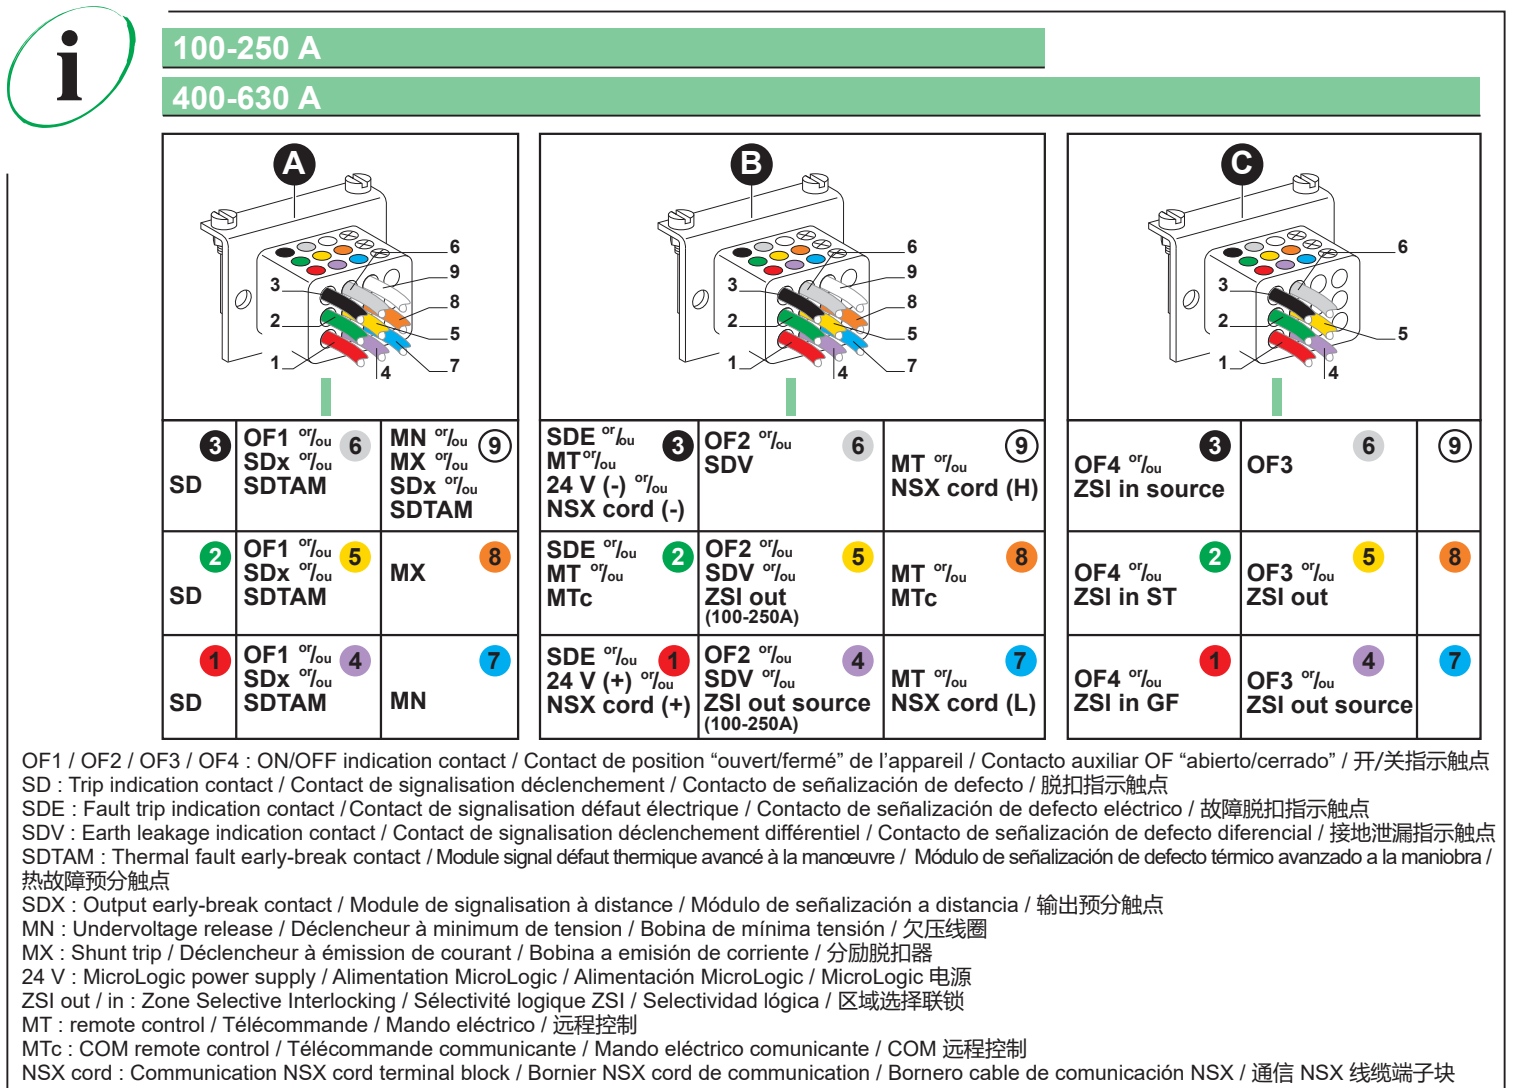 i
100-250 A
400-630 A
A
6
9
3
8
2
5
1
4
7
B
6
9
3
8
2
5
1
4
7
C
6
3
2
5
1
4
3
SD
OF1 or/ou
SDx or/ou
SDTAM
6
MN or/ou
MX or/ou
SDx or/ou
SDTAM
9
2
SD
OF1 or/ou
SDx or/ou
SDTAM
5
MX
8
1
SD
OF1 or/ou
SDx or/ou
SDTAM
4
MN
7
SDE or/ou
MT or/ou
24 V (-) or/ou
NSX cord (-)
3
OF2 or/ou
SDV
6
MT or/ou
NSX cord (H)
9
SDE or/ou
MT or/ou
MTc
2
OF2 or/ou
SDV or/ou
ZSI out
(100-250A)
5
MT or/ou
MTc
8
SDE or/ou
24 V (+) or/ou
NSX cord (+)
1
OF2 or/ou
SDV or/ou
ZSI out source
(100-250A)
4
MT or/ou
NSX cord (L)
7
OF4 or/ou
ZSI in source
3
OF3
6
9
OF4 or/ou
ZSI in ST
2
OF3 or/ou
ZSI out
5
8
OF4 or/ou
ZSI in GF
1
OF3 or/ou
ZSI out source
4
7
OF1 / OF2 / OF3 / OF4 : ON/OFF indication contact / Contact de position “ouvert/fermé” de l’appareil / Contacto auxiliar OF “abierto/cerrado” / 开/关指示触点
SD : Trip indication contact / Contact de signalisation déclenchement / Contacto de señalización de defecto / 脱扣指示触点
SDE : Fault trip indication contact / Contact de signalisation défaut électrique / Contacto de señalización de defecto eléctrico / 故障脱扣指示触点
SDV : Earth leakage indication contact / Contact de signalisation déclenchement différentiel / Contacto de señalización de defecto diferencial / 接地泄漏指示触点
SDTAM : Thermal fault early-break contact / Module signal défaut thermique avancé à la manœuvre / Módulo de señalización de defecto térmico avanzado a la maniobra /
热故障预分触点
SDX : Output early-break contact / Module de signalisation à distance / Módulo de señalización a distancia / 输出预分触点
MN : Undervoltage release / Déclencheur à minimum de tension / Bobina de mínima tensión / 欠压线圈
MX : Shunt trip / Déclencheur à émission de courant / Bobina a emisión de corriente / 分励脱扣器
24 V : MicroLogic power supply / Alimentation MicroLogic / Alimentación MicroLogic / MicroLogic 电源
ZSI out / in : Zone Selective Interlocking / Sélectivité logique ZSI / Selectividad lógica / 区域选择联锁
MT : remote control / Télécommande / Mando eléctrico / 远程控制
MTc : COM remote control / Télécommande communicante / Mando eléctrico comunicante / COM 远程控制
NSX cord : Communication NSX cord terminal block / Bornier NSX cord de communication / Bornero cable de comunicación NSX / 通信 NSX 线缆端子块